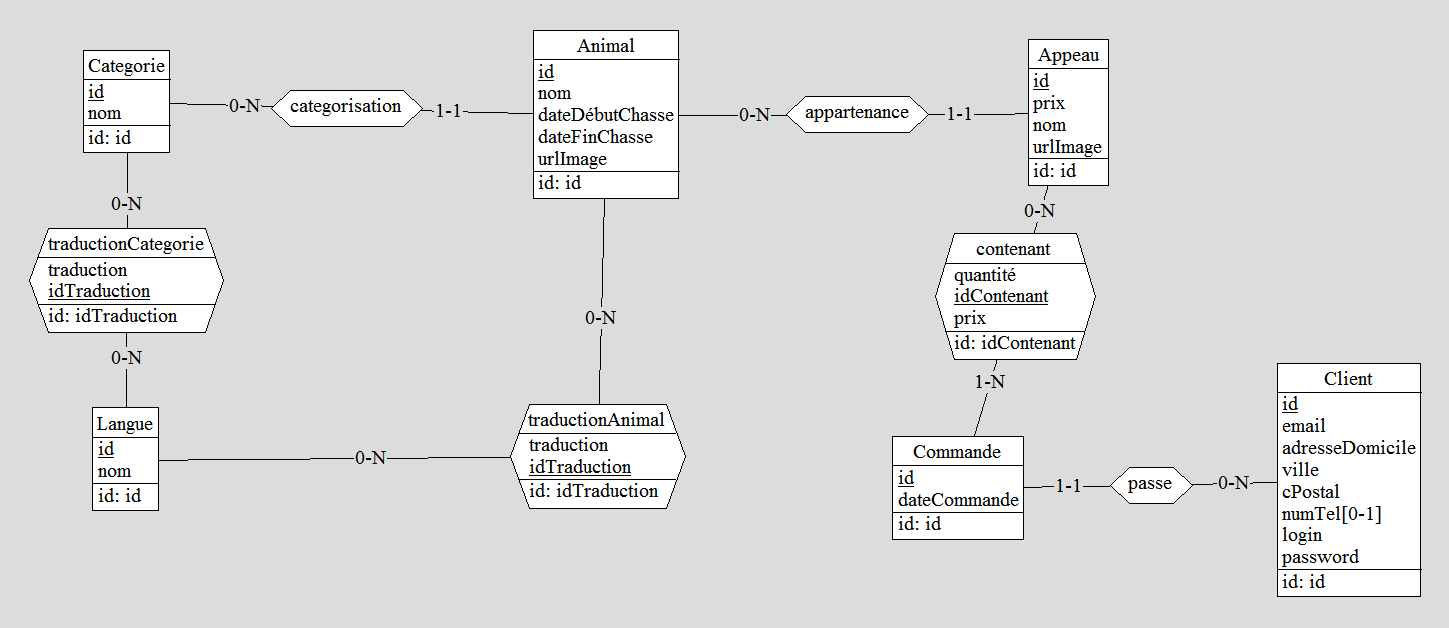 Categorie
id
nom
id: id
0-N
categorisation
1-1
Animal
id
nom
dateDébutChasse
dateFinChasse
urlImage
id: id
0-N
appartenance
1-1
Appeau
id
prix
nom
urlImage
id: id
0-N
traductionCategorie
traduction
idTraduction
id: idTraduction
0-N
Langue
id
nom
id: id
0-N
0-N
traductionAnimal
traduction
idTraduction
id: idTraduction
0-N
contenant
quantité
idContenant
prix
id: idContenant
1-N
Commande
id
dateCommande
id: id
1-1
passe
0-N
Client
id
email
adresseDomicile
ville
cPostal
numTel[0-1]
login
password
id: id